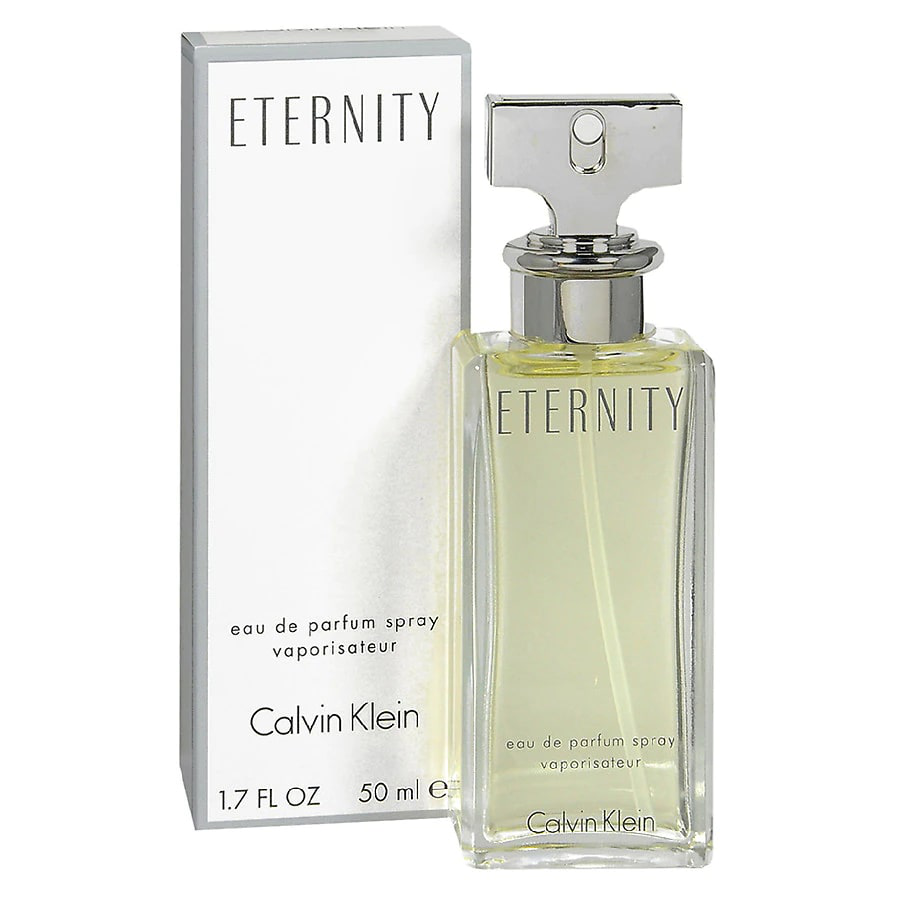 ETERNITY
eau de parfum spray
vaporisateur
Calvin Klein
1.7 FL OZ 50 ml ℮
ETERNITY
eau de parfum spray
vaporisateur
Calvin Klein